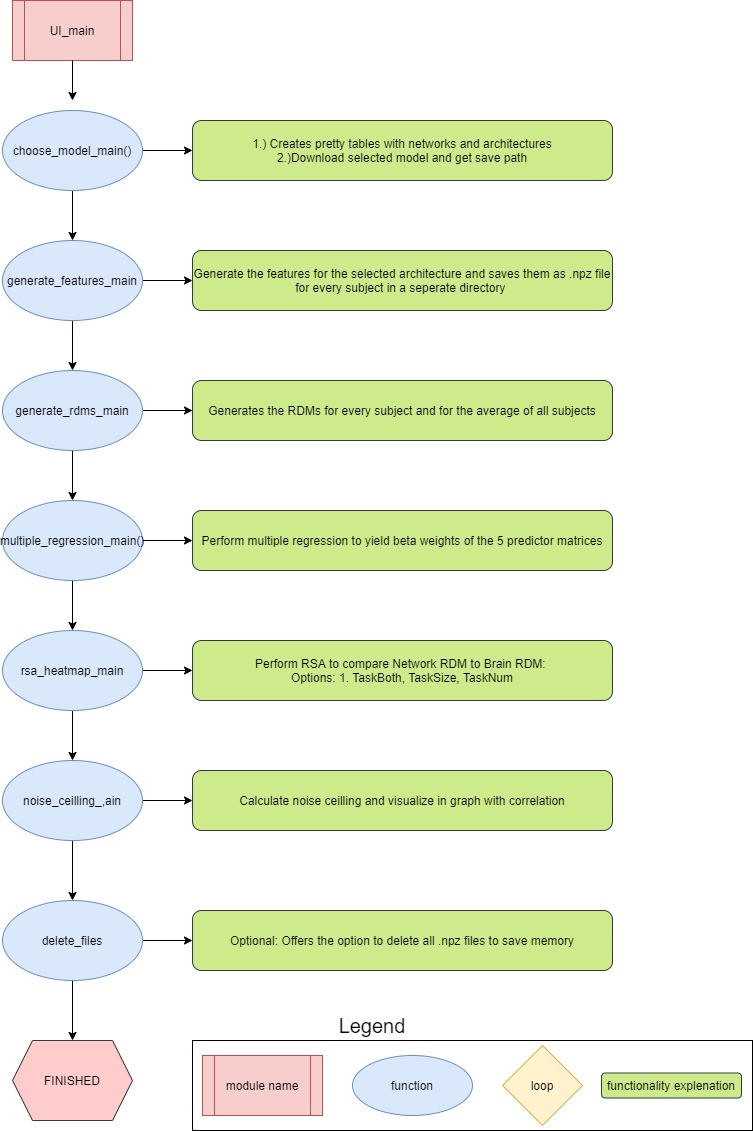 UI_main
choose_model_main()
1.) Creates pretty tables with networks and architectures
2.)Download selected model and get save path
generate_features_main
Generate the features for the selected architecture and saves them as .npz file
for every subject in a seperate directory
generate_rdms_main
Generates the RDMs for every subject and for the average of all subjects
multiple_regression_main()
Perform multiple regression to yield beta weights of the 5 predictor matrices
rsa_heatmap_main
Perform RSA to compare Network RDM to Brain RDM:
Options: 1. TaskBoth, TaskSize, TaskNum
noise_ceilling_,ain
Calculate noise ceilling and visualize in graph with correlation
delete_files
Optional: Offers the option to delete all .npz files to save memory
FINISHED
Legend
module name
function
loop
functionality explenation